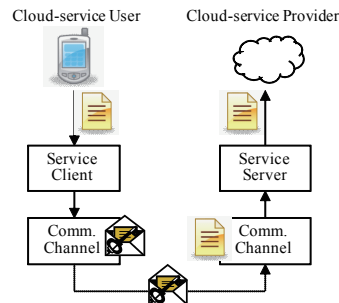 Cloud-service User
Cloud-service Provider
Service
Client
Service
Server
Comm.
Channel
Comm.
Channel